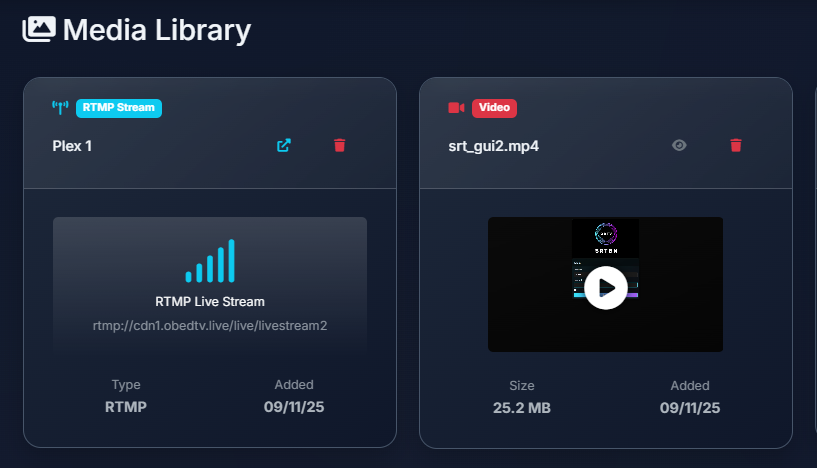 Media Library
RTMP Stream
Plex 1
RTMP Live Stream
rtmp://cdn1.obedtv.live/live/livestream2
Type
Added
RTMP
09/11/25
Video
srt_gui2.mp4
Size
Added
25.2 MB
09/11/25